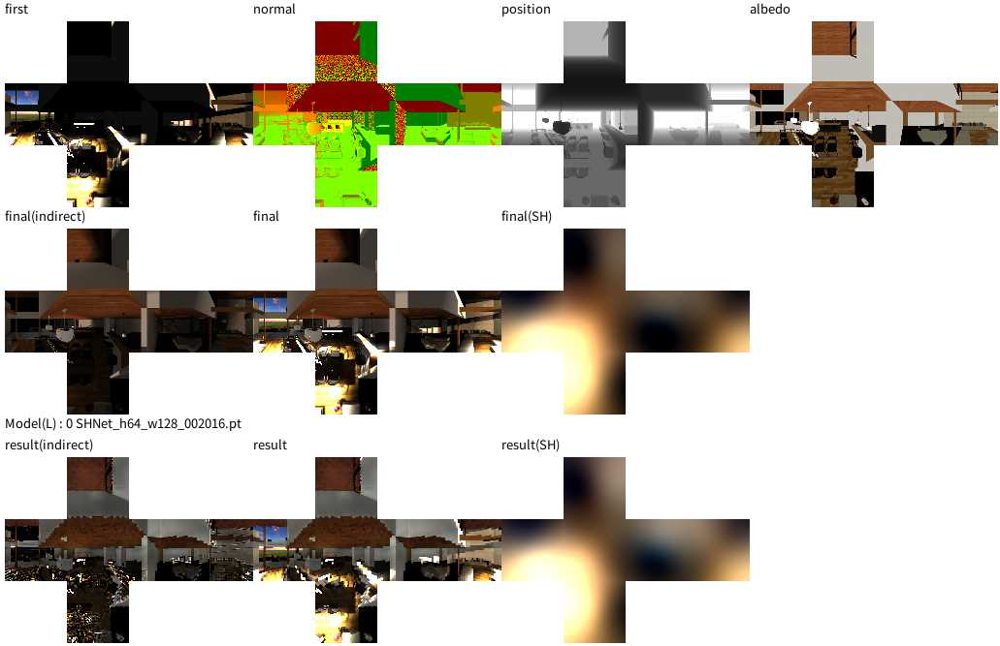 first
normal
position
albedo
final(indirect)
final
final(SH)
Model(L) : 0 SHNet_h64_w128_002016.pt
result(indirect)
result
result(SH)